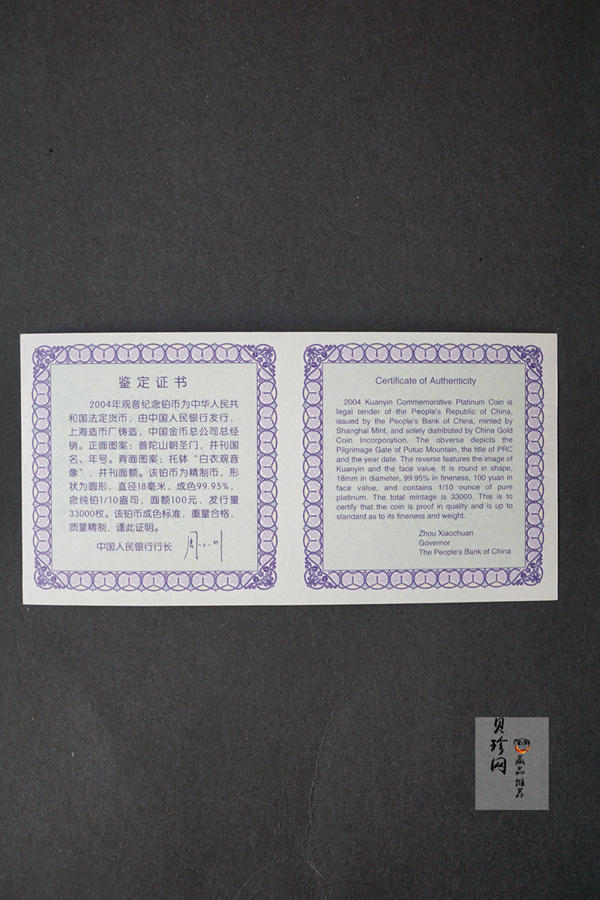 鉴定证书
2004年观音纪念铂币为中华人民共
和国法定货币，由中国人民银行发行，
上海造币厂铸造，中国金币总公司总经
销。正面图案：普陀山朝圣门，并刊国
名、年号。背面图案：托钵“白衣观音
像”，并刊面额。该铂币为精制币，形
状为圆形，直径18毫米，成色99.95%，
含纯铂1/10盎司，面额100元，发行量
33000枚。该铂币成色标准，重量合格，
质量精制，谨此证明。
中国人民银行行长
Certificate of Authenticity
2004 Kuanyin Commemorative Platinum Coin is
legal tender of the People's Republic of China,
issued by the People's Bank of China, minted by
Shanghai Mint, and solely distributed by China Gold
Coin Incorporation. The obverse depicts the
Pilgrimage Gate of Putuo Mountain, the title of PRC
and the year date. The reverse features the image of
Kuanyin and the face value. It is round in shape,
18mm in diameter, 99.95% in fineness, 100 yuan in
face value, and contains 1/10 ounce of pure
platinum. The total mintage is 33000. This is to
certify that the coin is proof in quality and is up to
standard as to its fineness and weight.
Zhou Xiaochuan
Governor
The People's Bank of China
贝珍网
藏品推荐